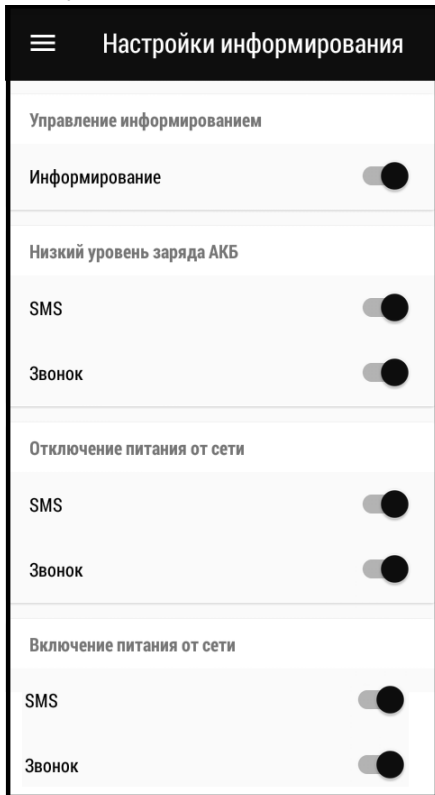 Настройки информирования
Управление информированием
Информирование
Низкий уровень заряда АКБ
SMS
Звонок
Отключение питания от сети
SMS
Звонок
Включение питания от сети
SMS
Звонок